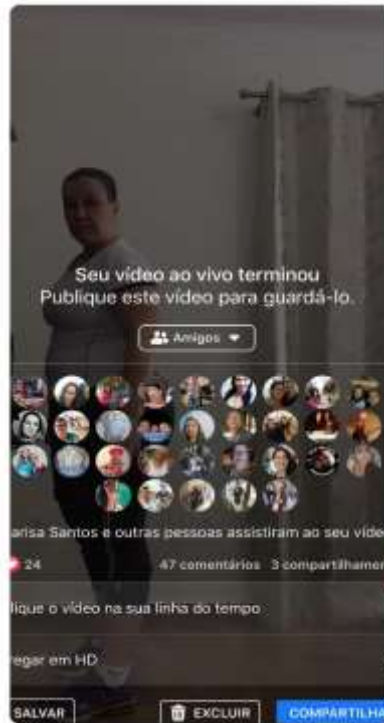 Seu vídeo ao vivo terminou
Publique este vídeo para guardá-lo.
Amigos
arisa Santos e outras pessoas assistiram ao seu víde
24 47 comentários 3 compartilhamen
lique o vídeo na sua linha do tempo
regar em HD
SALVAR EXCLUIR COMPARTILHA